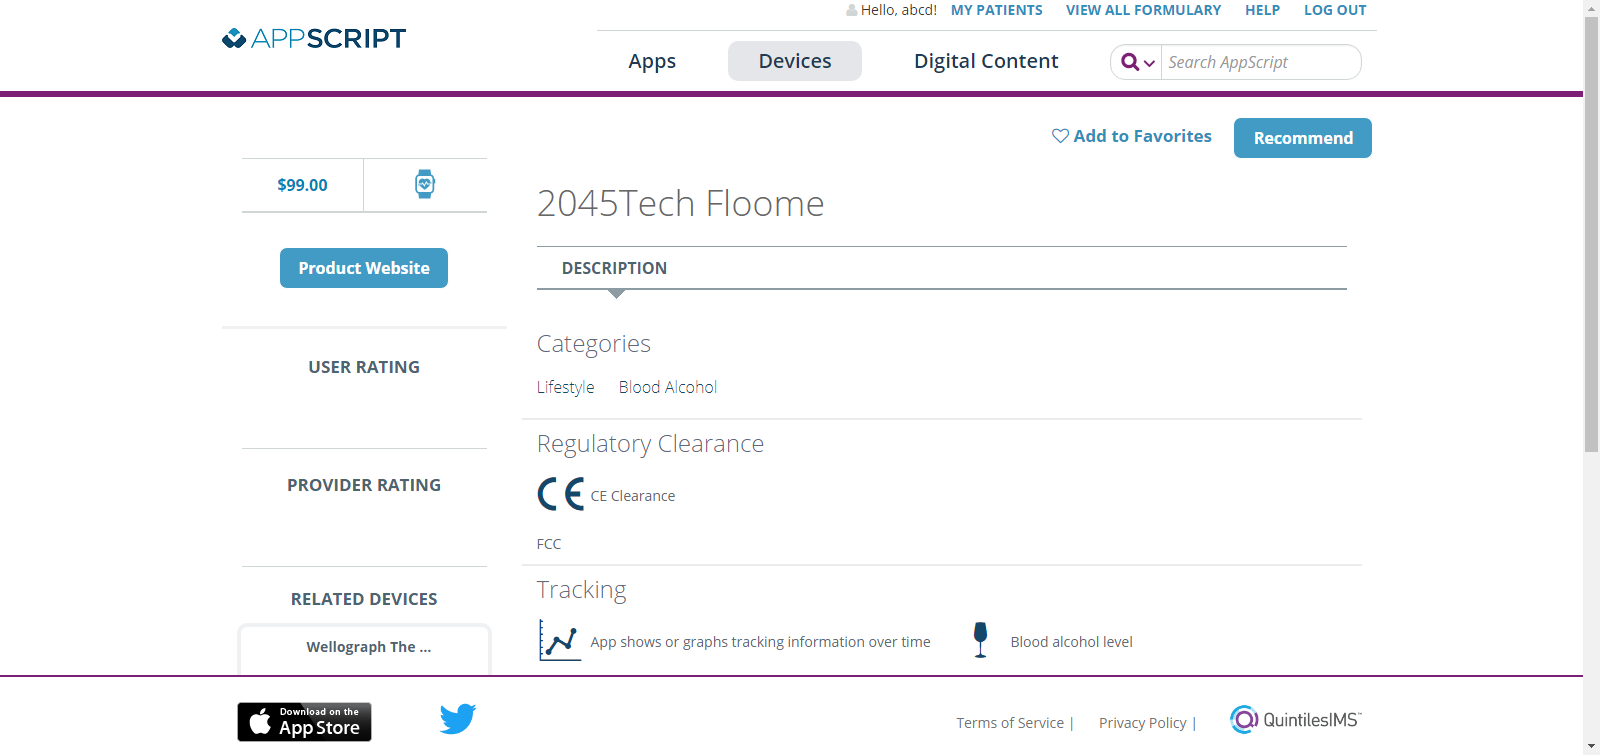 Hello, abcd! MY PATIENTS VIEW ALL FORMULARY HELP LOG OUT
APPSCRIPT
Apps Devices Digital Content Search AppScript
Add to Favorites Recommend
$99.00
2045Tech Floome
Product Website
DESCRIPTION
USER RATING
PROVIDER RATING
RELATED DEVICES
Wellograph The ...
Categories
Lifestyle Blood Alcohol
Regulatory Clearance
CE CE Clearance
FCC
Tracking
App shows or graphs tracking information over time Blood alcohol level
Download on the
App Store
Terms of Service | Privacy Policy | QuintilesIMS™